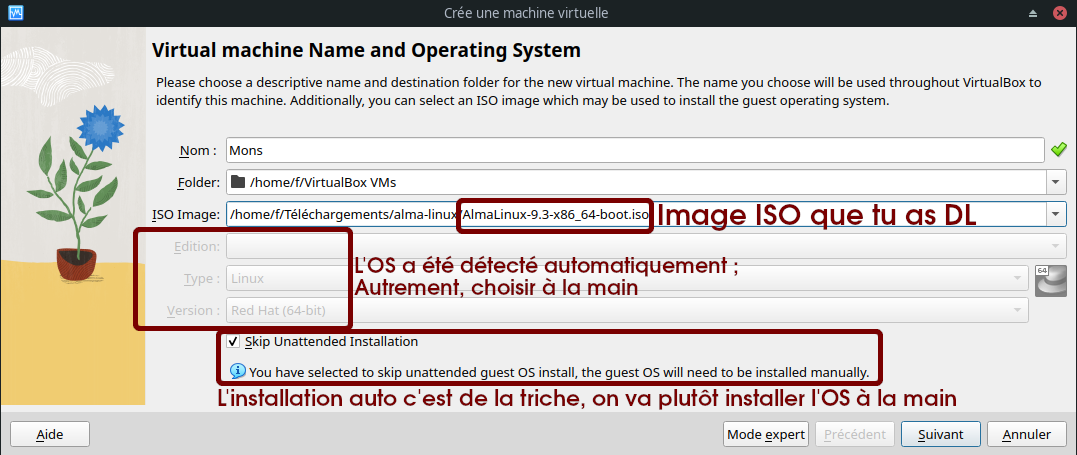 Crée une machine virtuelle
Virtual machine Name and Operating System
Please choose a descriptive name and destination folder for the new virtual machine. The name you choose will be used throughout VirtualBox to
identify this machine. Additionally, you can select an ISO image which may be used to install the guest operating system.
Nom : Mons
Folder: /home/f/VirtualBox VMs
ISO Image: /home/f/Téléchargements/alma-linux/AlmaLinux-9.3-x86_64-boot.iso Image ISO que tu as DL
Edition:
L'OS a été détecté automatiquement ;
Type : Linux
64
Autrement, choisir à la main
Version : Red Hat (64-bit)
Skip Unattended Installation
You have selected to skip unattended guest OS install, the guest OS will need to be installed manually.
L'installation auto c'est de la triche, on va plutôt installer l'OS à la main
Aide Mode expert Précédent Suivant Annuler